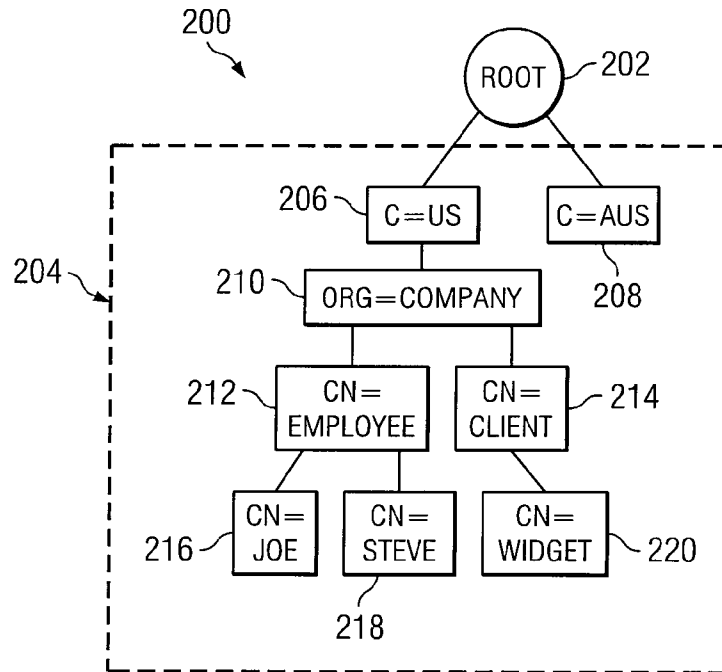 200
ROOT
202
206
C=US
C=AUS
204
208
210
ORG=COMPANY
212
CN=
EMPLOYEE
CN=
CLIENT
214
216
CN=
JOE
CN=
STEVE
CN=
WIDGET
220
218